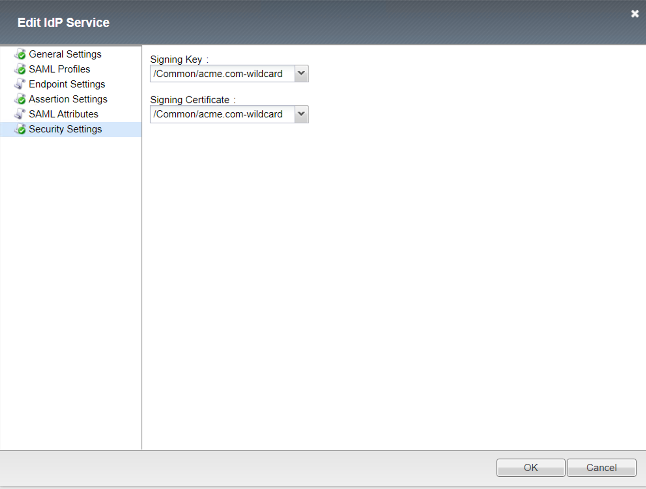 Edit IdP Service
General Settings
SAML Profiles
Endpoint Settings
Assertion Settings
SAML Attributes
Security Settings
Signing Key :
/Common/acme.com-wildcard
Signing Certificate :
/Common/acme.com-wildcard
OK
Cancel